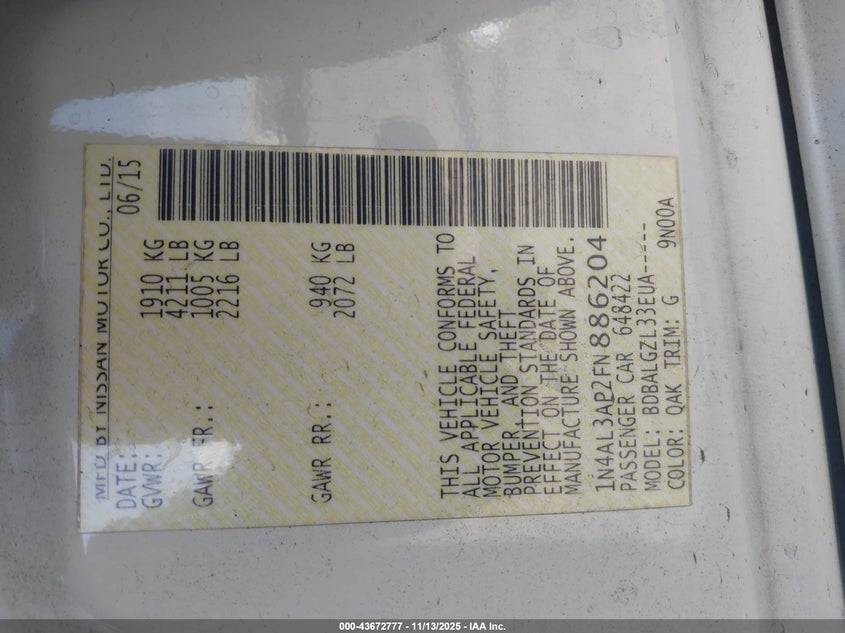 MFD BY NISSAN MOTOR CO., LTD.
DATE: 06/15
GVWR: 1910 KG
4211 LB
GAWR FR.: 1005 KG
2216 LB
GAWR RR.: 940 KG
2072 LB
THIS VEHICLE CONFORMS TO
ALL APPLICABLE FEDERAL
MOTOR VEHICLE SAFETY,
BUMPER, AND THEFT
PREVENTION STANDARDS IN
EFFECT ON THE DATE OF
MANUFACTURE SHOWN ABOVE.
1N4AL3AP2FN886204
PASSENGER CAR 648422
MODEL: BDBALGZL33EUA-----
COLOR: QAK TRIM: G 9N00A
000-43672777 - 11/13/2025 - IAA Inc.